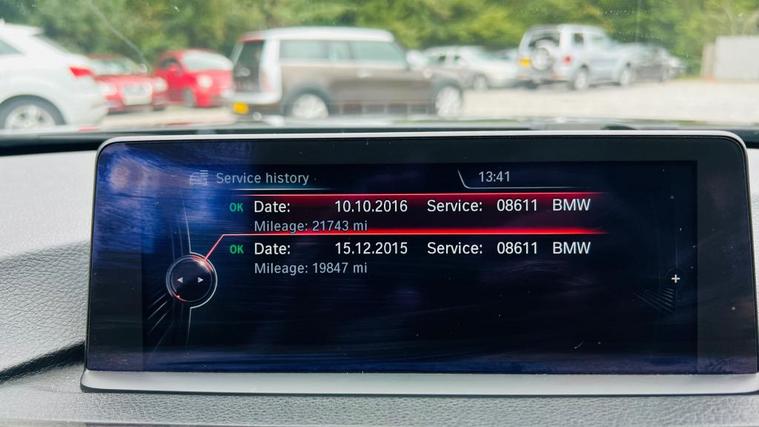 Service history 13:41
OK Date: 10.10.2016 Service: 08611 BMW
Mileage: 21743 mi
OK Date: 15.12.2015 Service: 08611 BMW
Mileage: 19847 mi